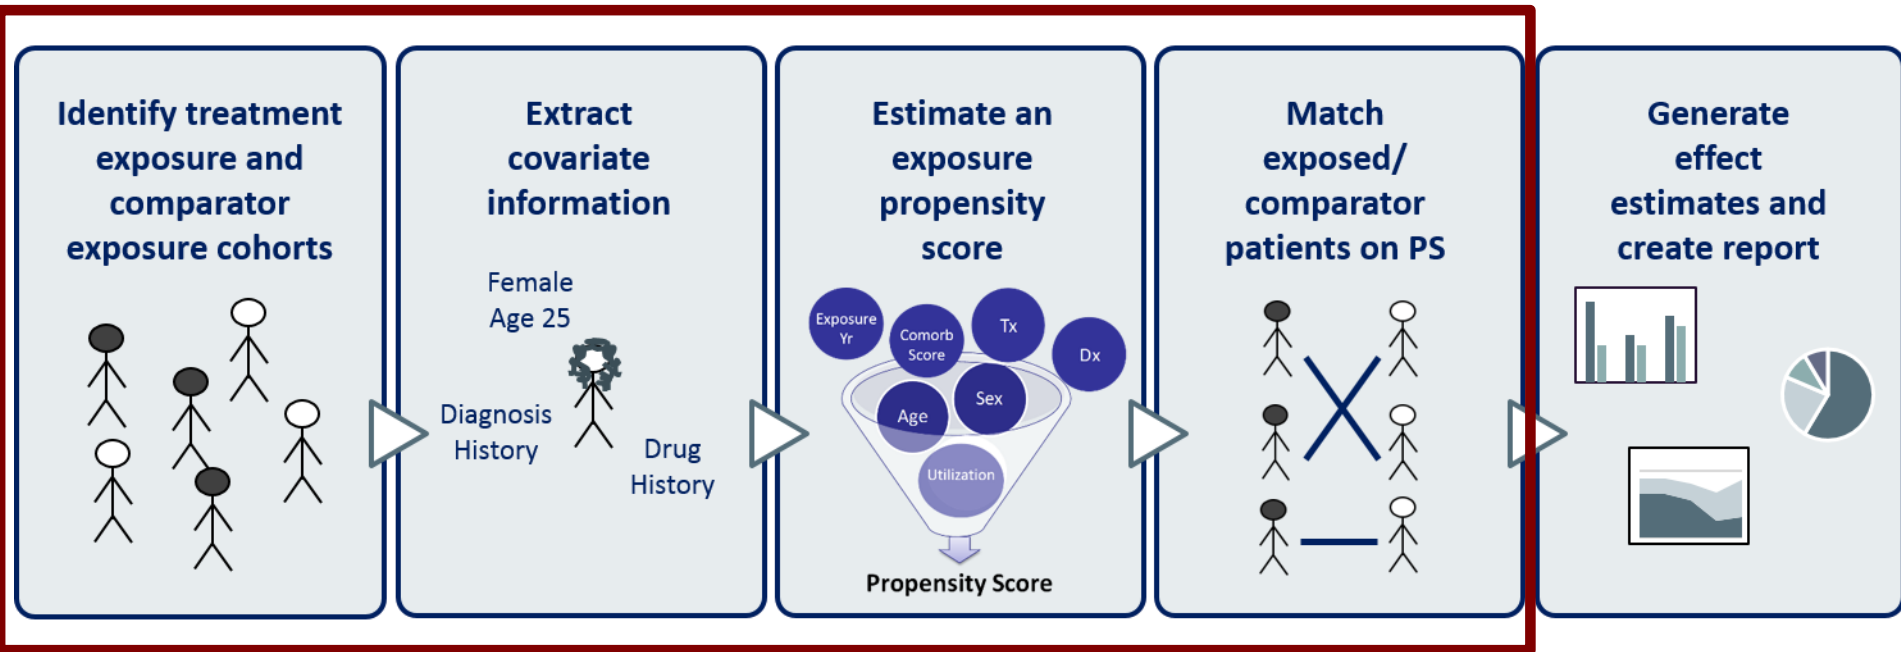 Identify treatment
exposure and
comparator
exposure cohorts
Extract
covariate
information
Female
Age 25
Diagnosis
History
Drug
History
Estimate an
exposure
propensity
score
Exposure
Yr
Comorb
Score
Tx
Dx
Age
Sex
Utilization
Propensity Score
Match
exposed/
comparator
patients on PS
Generate
effect
estimates and
create report